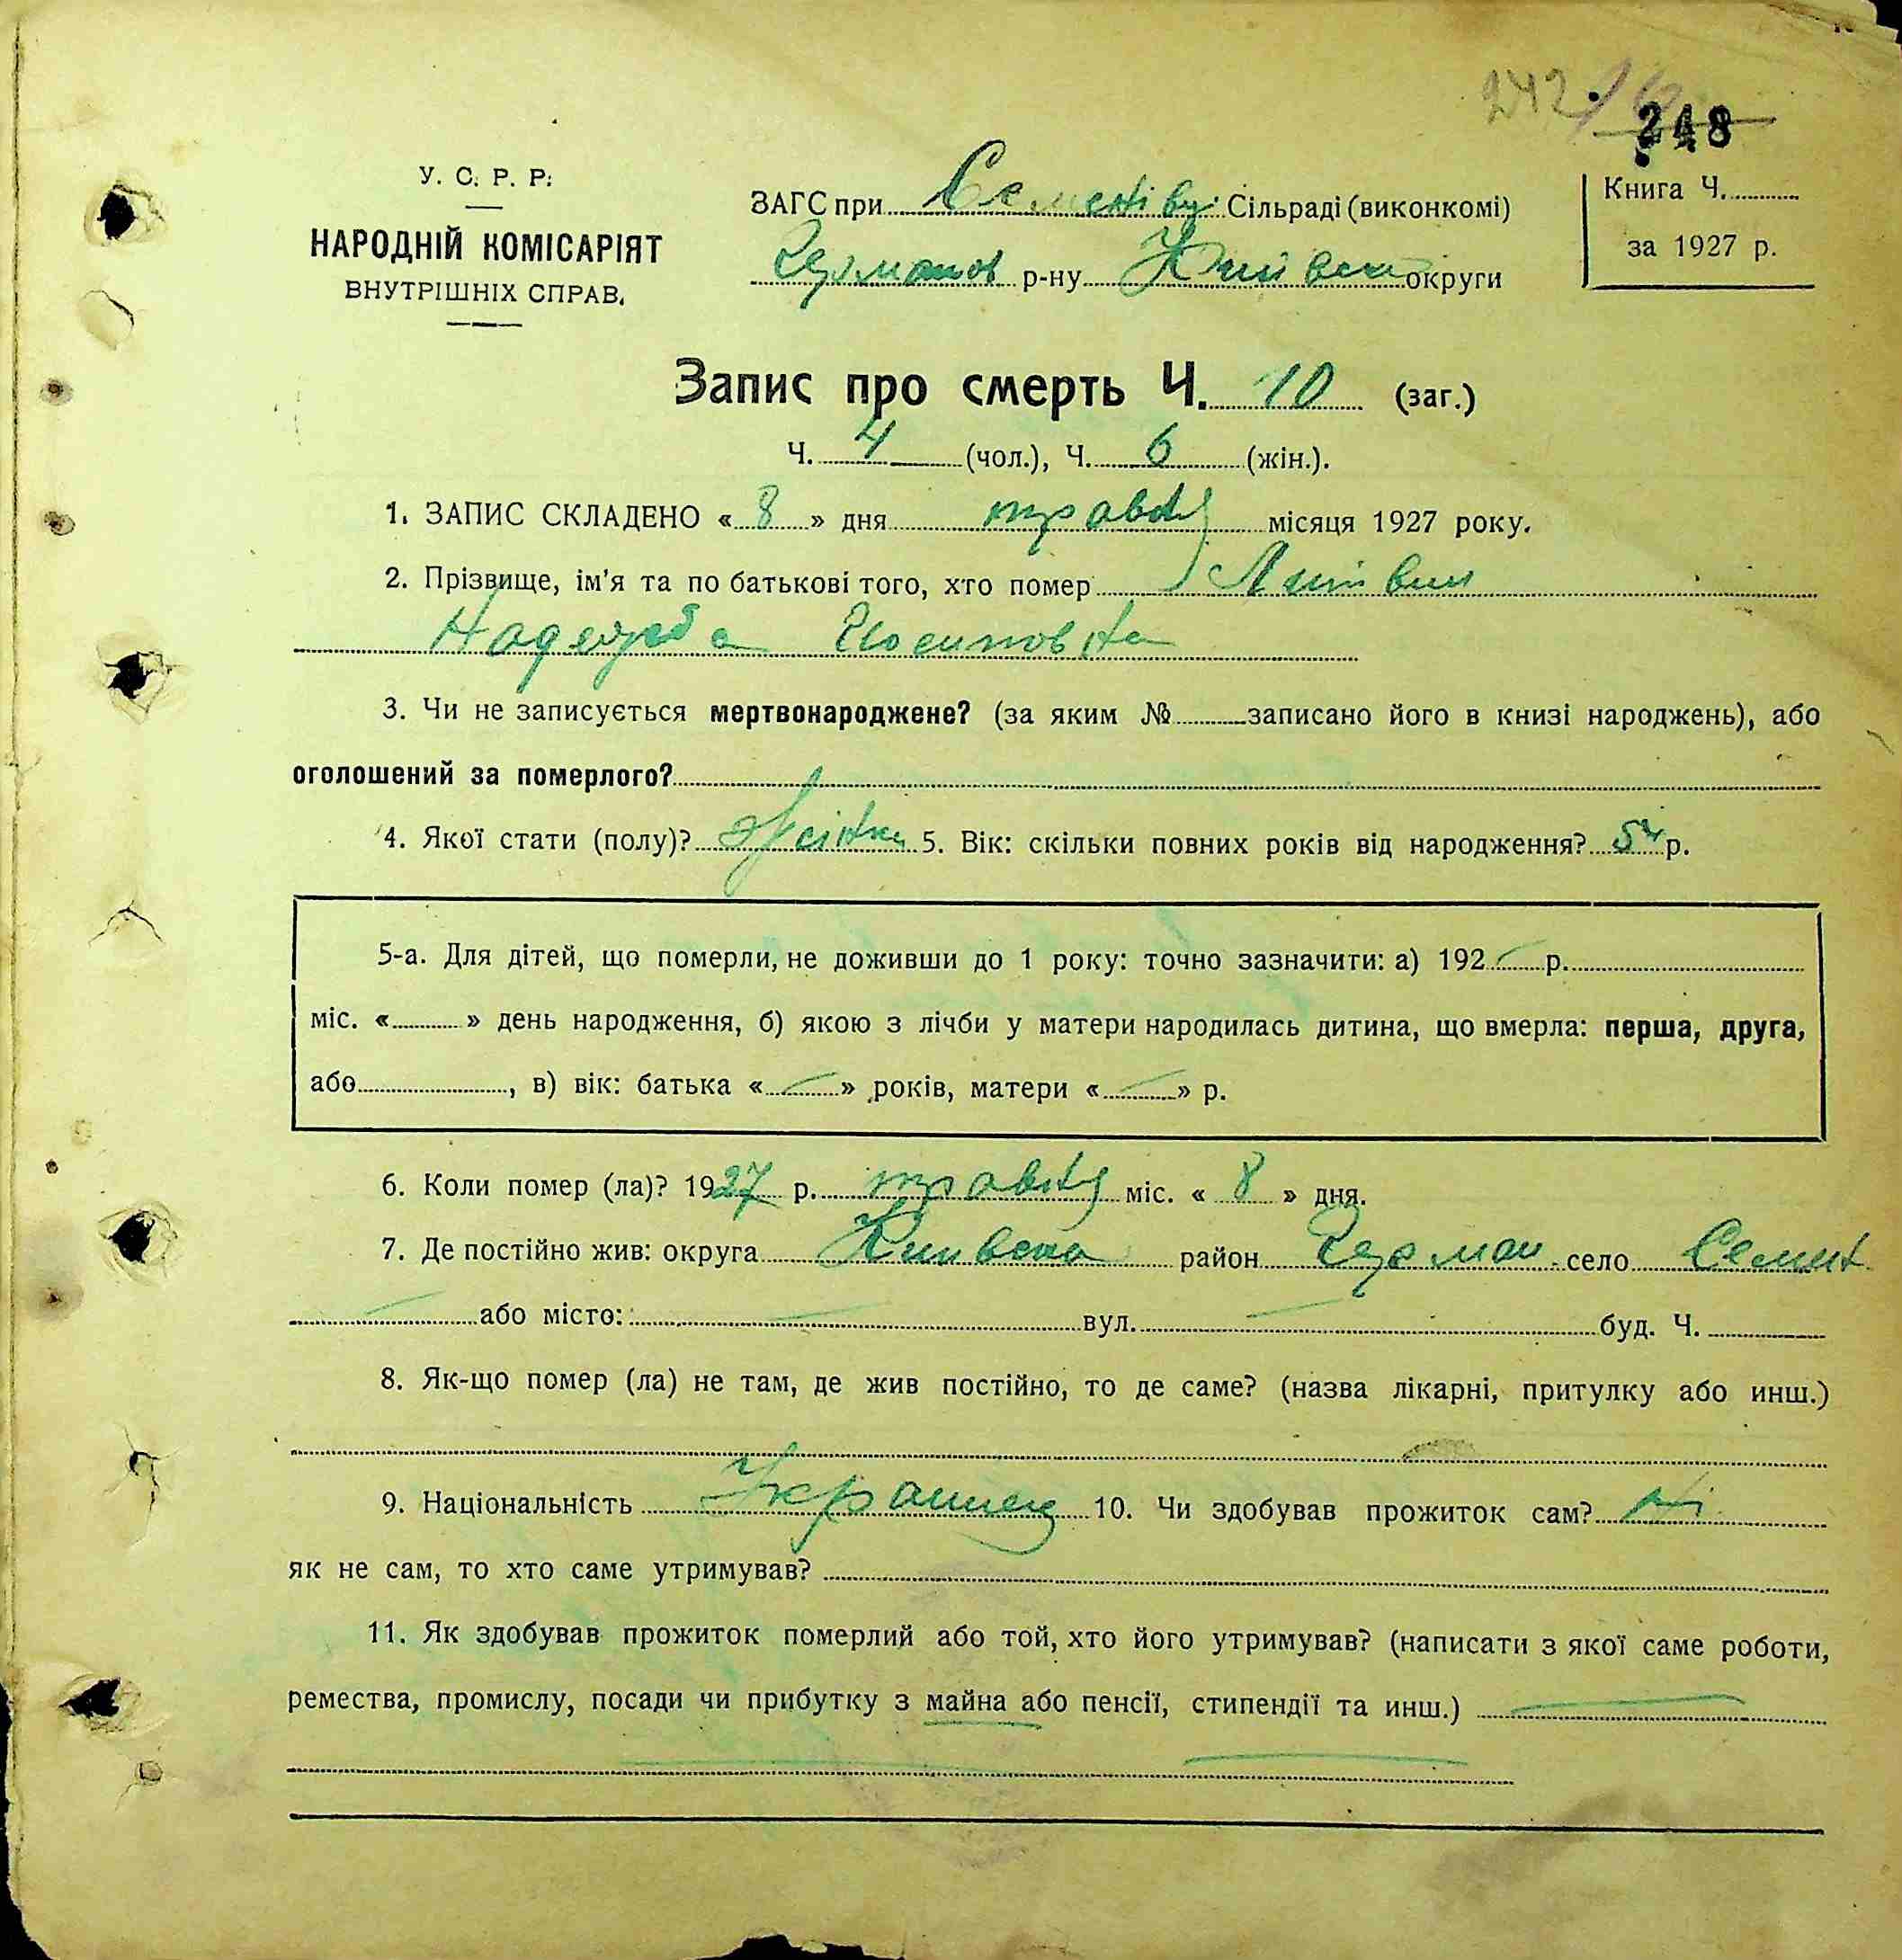 242
248
У. С. Р. Р.
НАРОДНІЙ КОМІСАРІЯТ
ВНУТРІШНІХ СПРАВ.
ЗАГС при Семенівц. Сільраді (виконкомі)
р-ну Київськ округи
Книга Ч.
за 1927 р.
Запис про смерть Ч. 10 (заг.)
Ч. 4 (чол.), Ч. 6 (жін.).
1. ЗАПИС СКЛАДЕНО « 8 » дня травня місяця 1927 року.
2. Прізвище, ім'я та по батькові того, хто помер Литвин
Надежда Йосиповна
3. Чи не записується мертвонароджене? (за яким № записано його в книзі народжень), або
оголошений за померлого?
4. Якої стати (полу)? Жінка 5. Вік: скільки повних років від народження? 54 р.
5-а. Для дітей, що померли, не доживши до 1 року: точно зазначити: а) 192 р.
міс. « » день народження, б) якою з лічби у матери народилась дитина, що вмерла: перша, друга,
або , в) вік: батька « » років, матери « » р.
6. Коли помер (ла)? 1927 р. травня міс. « 8 » дня.
7. Де постійно жив: округа Київська район село Семен.
або місто: вул. буд. Ч.
8. Як-що помер (ла) не там, де жив постійно, то де саме? (назва лікарні, притулку або инш.)
9. Національність 10. Чи здобував прожиток сам? ні
як не сам, то хто саме утримував?
11. Як здобував прожиток померлий або той, хто його утримував? (написати з якої саме роботи,
ремества, промислу, посади чи прибутку з майна або пенсії, стипендії та инш.)